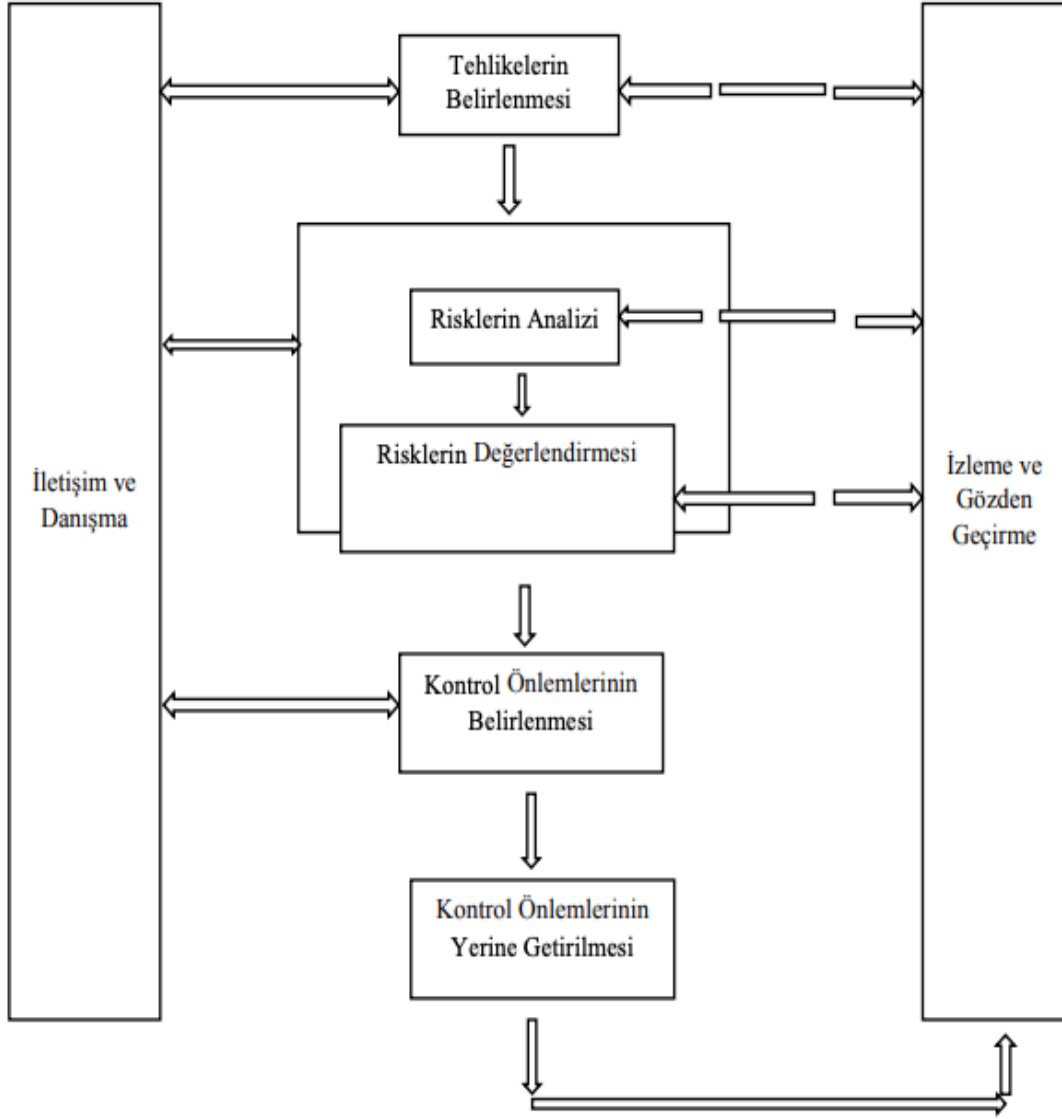 Tehlikelerin
Belirlenmesi
Risklerin Analizi
Risklerin Değerlendirmesi
İletişim ve
Danışma
İzleme ve
Gözden
Geçirme
Kontrol Önlemlerinin
Belirlenmesi
Kontrol Önlemlerinin
Yerine Getirilmesi